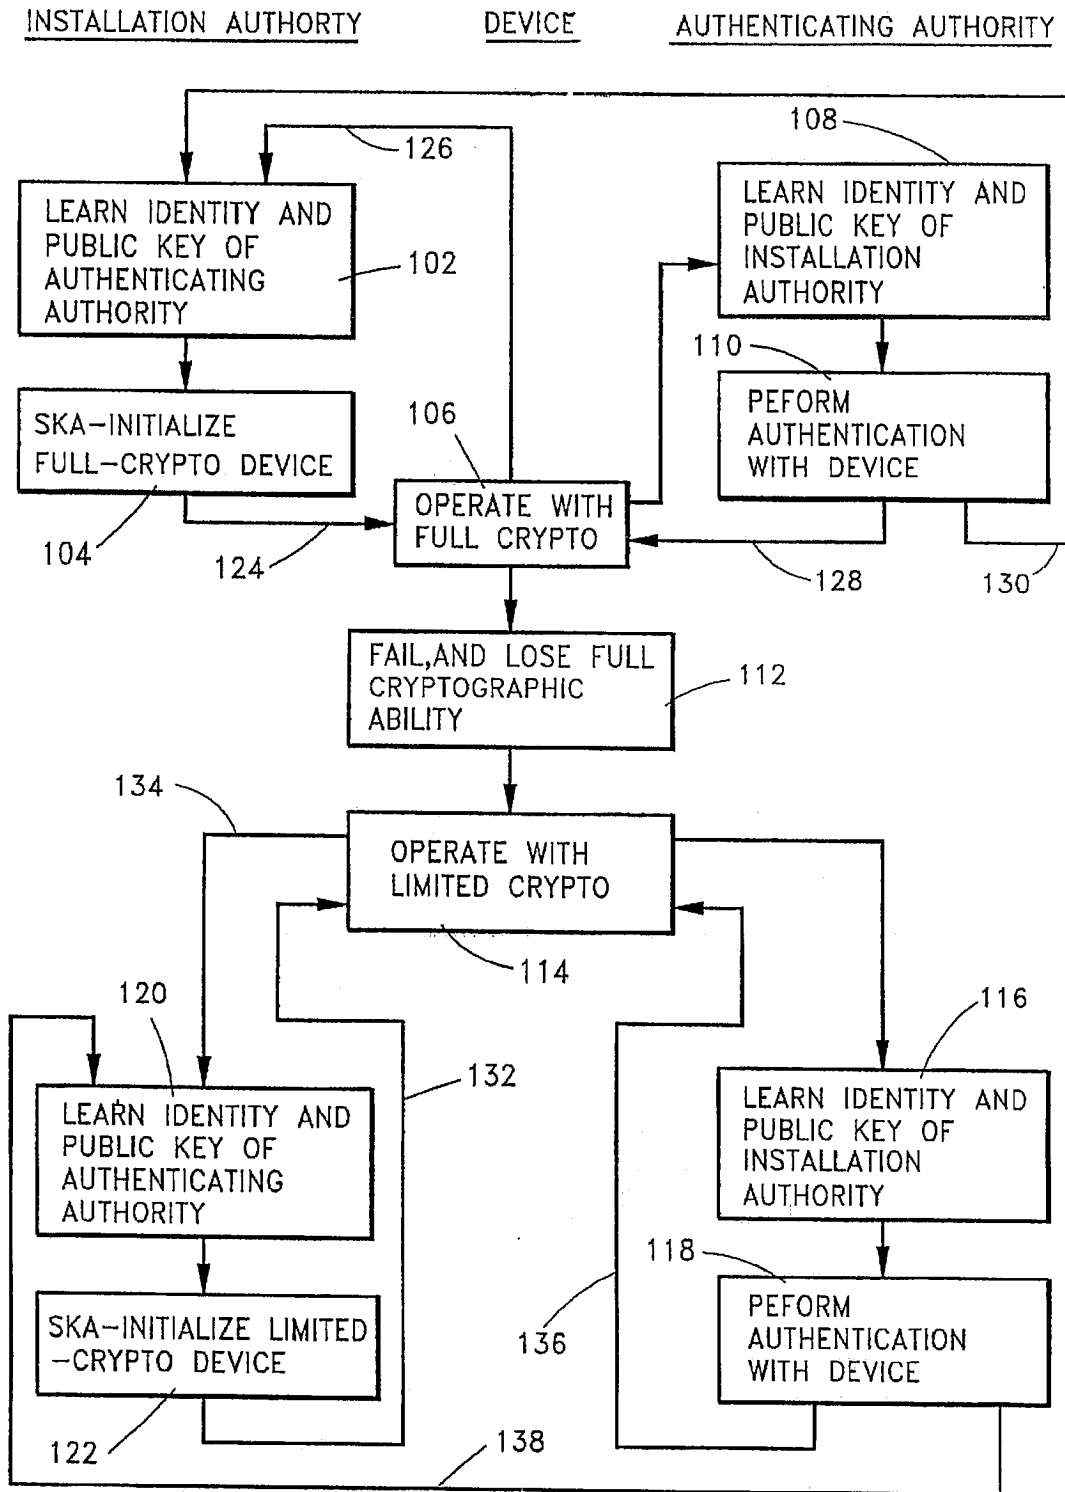 INSTALLATION AUTHORTY
DEVICE
AUTHENTICATING AUTHORITY
108
126
LEARN IDENTITY AND
PUBLIC KEY OF
AUTHENTICATING
AUTHORITY
102
LEARN IDENTITY AND
PUBLIC KEY OF
INSTALLATION
AUTHORITY
110
SKA-INITIALIZE
FULL-CRYPTO DEVICE
104
124
106
OPERATE WITH
FULL CRYPTO
PEFORM
AUTHENTICATION
WITH DEVICE
128
130
FAIL,AND LOSE FULL
CRYPTOGRAPHIC
ABILITY
112
134
OPERATE WITH
LIMITED CRYPTO
114
120
116
132
LEARN IDENTITY AND
PUBLIC KEY OF
AUTHENTICATING
AUTHORITY
LEARN IDENTITY AND
PUBLIC KEY OF
INSTALLATION
AUTHORITY
118
SKA-INITIALIZE LIMITED
-CRYPTO DEVICE
122
136
PEFORM
AUTHENTICATION
WITH DEVICE
138